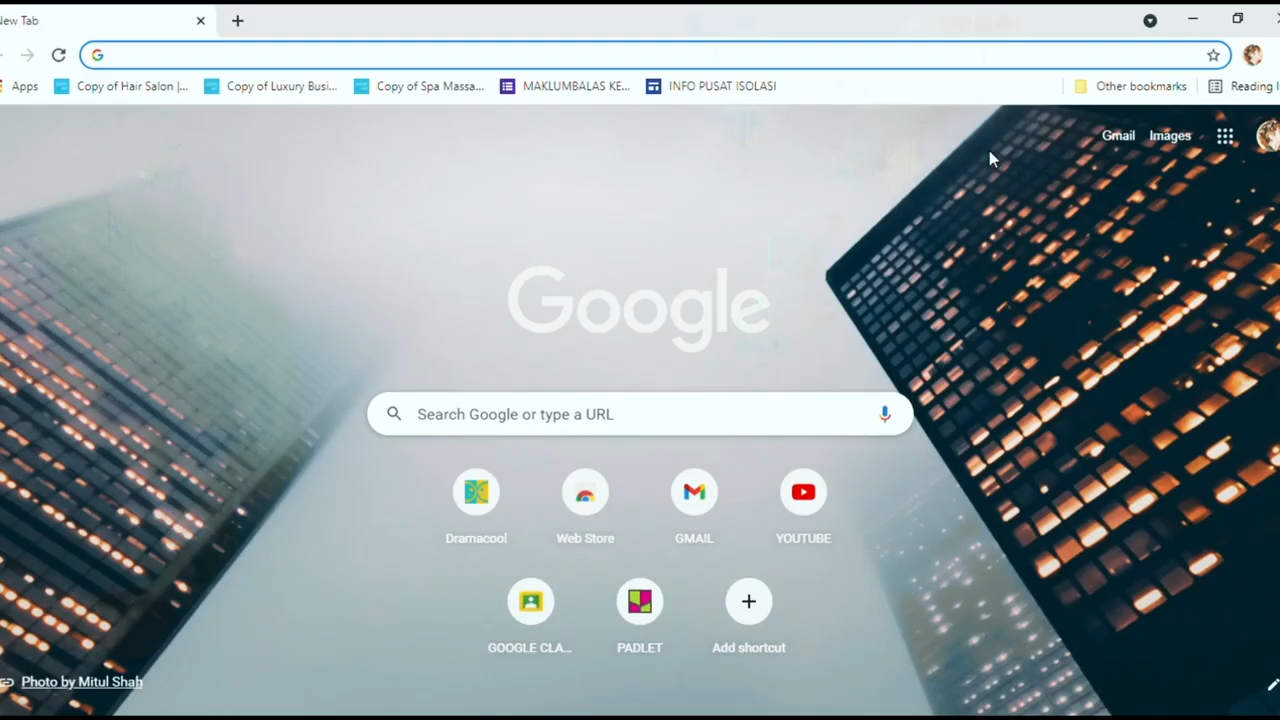 New Tab
Apps
Copy of Hair Salon |...
Copy of Luxury Busi...
Copy of Spa Massa...
MAKLUMBALAS KE...
INFO PUSAT ISOLASI
Other bookmarks
Reading
Gmail
Images
Google
Search Google or type a URL
Dramacool
Web Store
GMAIL
YOUTUBE
GOOGLE CLA...
PADLET
Add shortcut
Photo by Mitul Shah